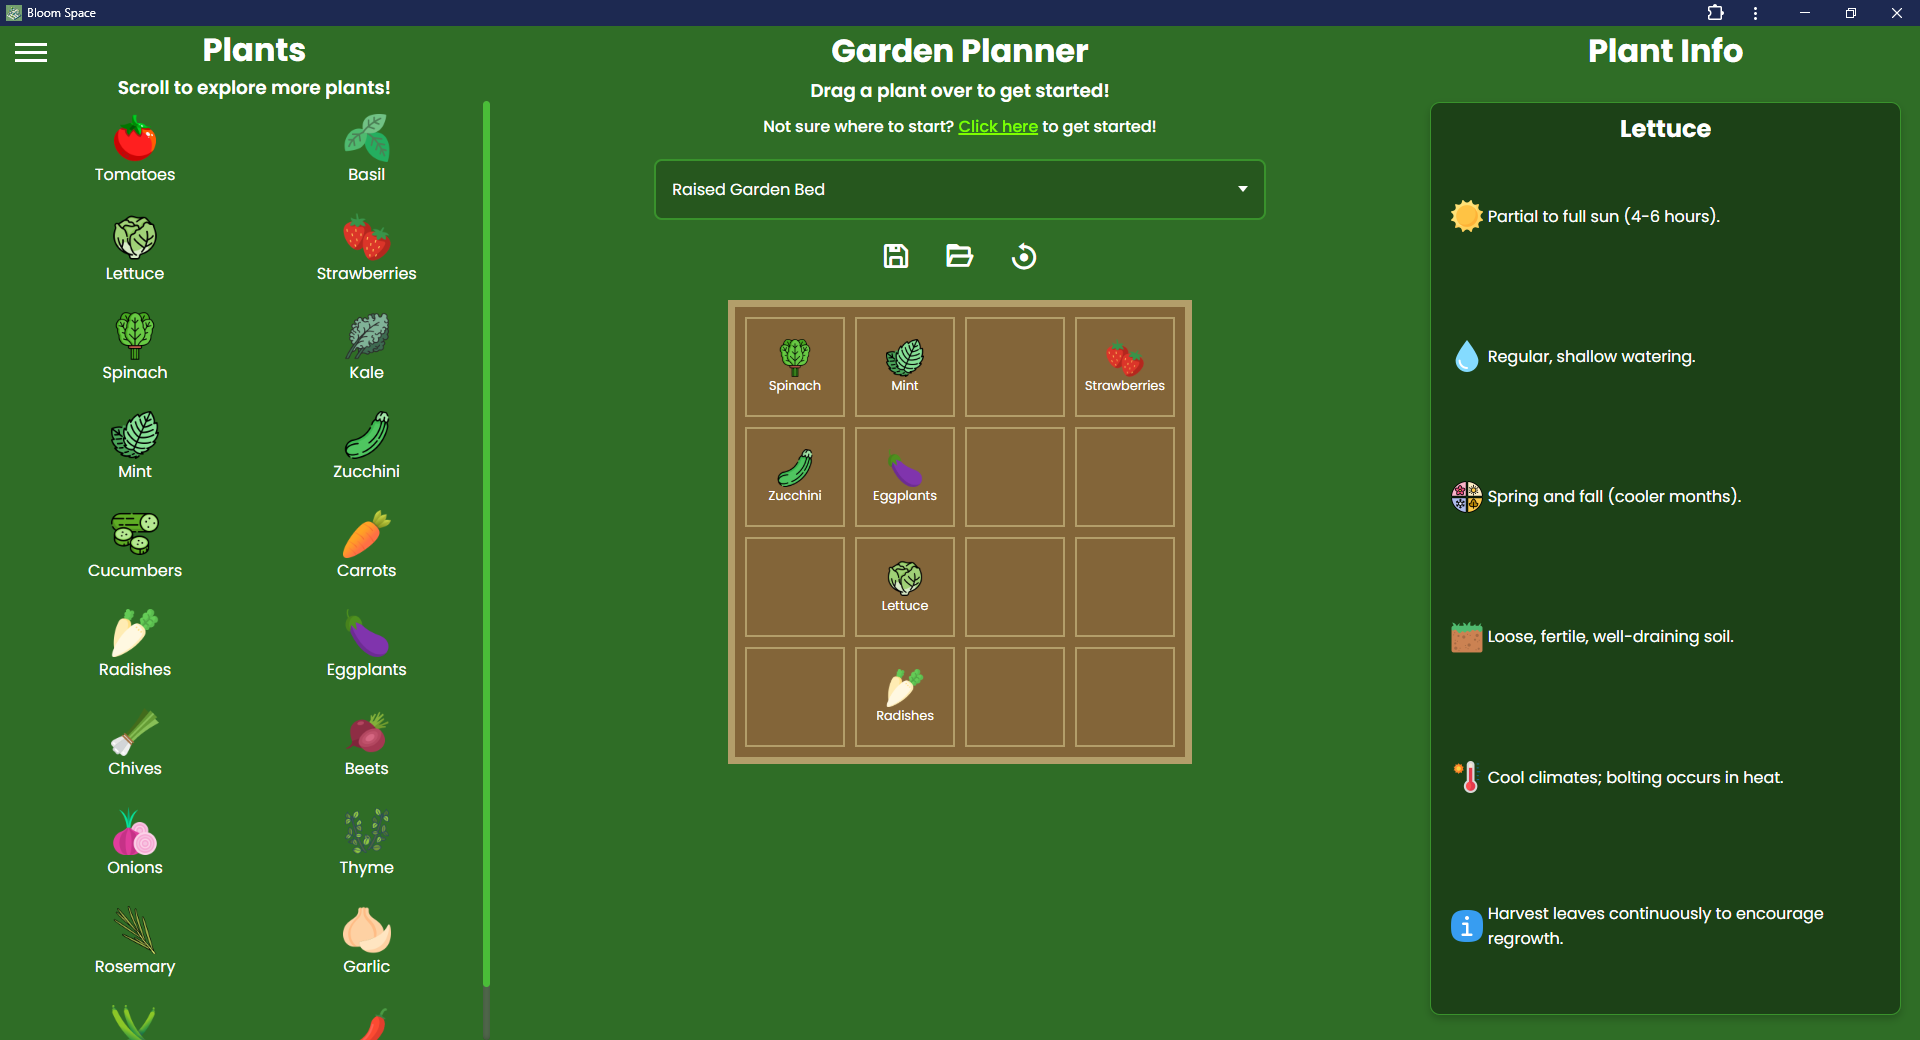 Bloom Space
Plants
Scroll to explore more plants!
Tomatoes
Basil
Lettuce
Strawberries
Spinach
Kale
Mint
Zucchini
Cucumbers
Carrots
Radishes
Eggplants
Chives
Beets
Onions
Thyme
Rosemary
Garlic
Garden Planner
Drag a plant over to get started!
Not sure where to start? Click here to get started!
Raised Garden Bed
Spinach
Mint
Strawberries
Zucchini
Eggplants
Lettuce
Radishes
Plant Info
Lettuce
Partial to full sun (4-6 hours).
Regular, shallow watering.
Spring and fall (cooler months).
Loose, fertile, well-draining soil.
Cool climates; bolting occurs in heat.
Harvest leaves continuously to encourage
regrowth.